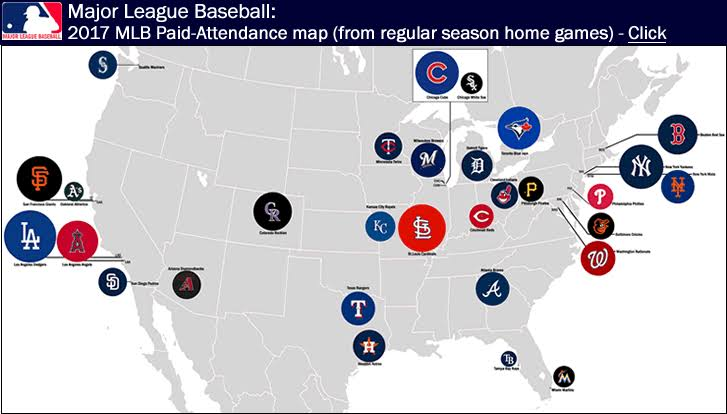 Major League Baseball:
2017 MLB Paid-Attendance map (from regular season home games) - Click
MAJOR LEAGUE BASEBALL
Seattle Mariners
Chicago Cubs
Chicago White Sox
Minnesota Twins
Milwaukee Brewers
Detroit Tigers
Toronto Blue Jays
Boston Red Sox
New York Yankees
New York Mets
San Francisco Giants
Oakland Athletics
Colorado Rockies
Kansas City Royals
St. Louis Cardinals
Cincinnati Reds
Cleveland Indians
Pittsburgh Pirates
Philadelphia Phillies
Baltimore Orioles
Washington Nationals
Los Angeles Dodgers
Los Angeles Angels
San Diego Padres
Arizona Diamondbacks
Texas Rangers
Houston Astros
Atlanta Braves
Tampa Bay Rays
Miami Marlins